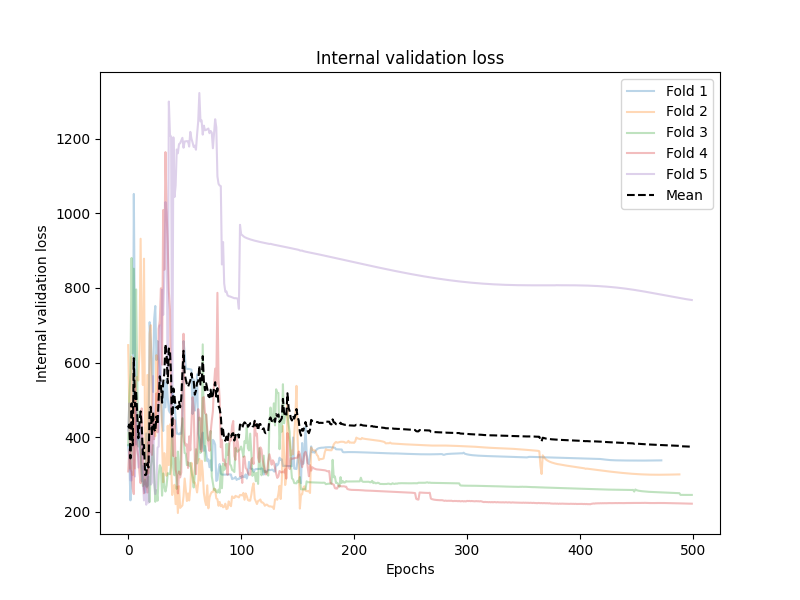 Internal validation loss
Fold 1
Fold 2
Fold 3
Fold 4
Fold 5
Mean
Internal validation loss
1200
1000
800
600
400
200
0
100
200
300
400
500
Epochs